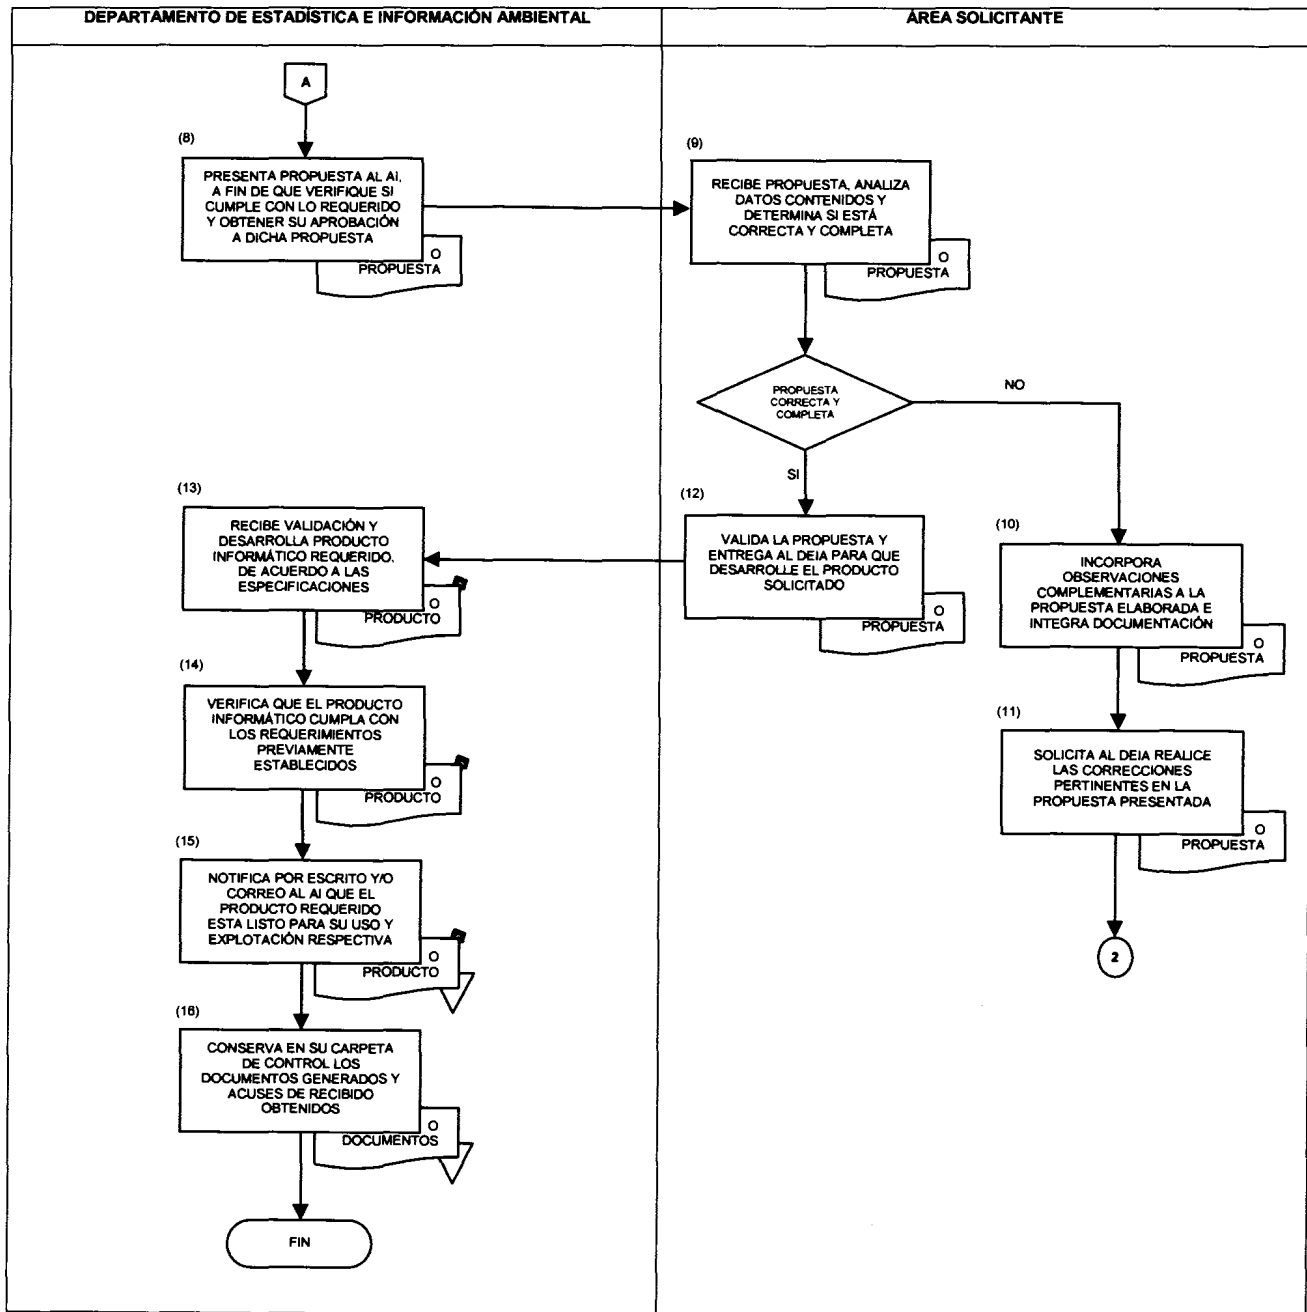 DEPARTAMENTO DE ESTADÍSTICA E INFORMACIÓN AMBIENTAL
ÁREA SOLICITANTE
A
(8)
PRESENTA PROPUESTA AL AI,
A FIN DE QUE VERIFIQUE SI
CUMPLE CON LO REQUERIDO
Y OBTENER SU APROBACIÓN
A DICHA PROPUESTA
O
PROPUESTA
(9)
RECIBE PROPUESTA, ANALIZA
DATOS CONTENIDOS Y
DETERMINA SI ESTÁ
CORRECTA Y COMPLETA
O
PROPUESTA
PROPUESTA
CORRECTA Y
COMPLETA
NO
SI
(10)
INCORPORA
OBSERVACIONES
COMPLEMENTARIAS A LA
PROPUESTA ELABORADA E
INTEGRA DOCUMENTACIÓN
O
PROPUESTA
(11)
SOLICITA AL DEIA REALICE
LAS CORRECCIONES
PERTINENTES EN LA
PROPUESTA PRESENTADA
O
PROPUESTA
2
(12)
VALIDA LA PROPUESTA Y
ENTREGA AL DEIA PARA QUE
DESARROLLE EL PRODUCTO
SOLICITADO
O
PROPUESTA
(13)
RECIBE VALIDACIÓN Y
DESARROLLA PRODUCTO
INFORMÁTICO REQUERIDO,
DE ACUERDO A LAS
ESPECIFICACIONES
O
PRODUCTO
(14)
VERIFICA QUE EL PRODUCTO
INFORMÁTICO CUMPLA CON
LOS REQUERIMIENTOS
PREVIAMENTE
ESTABLECIDOS
O
PRODUCTO
(15)
NOTIFICA POR ESCRITO Y/O
CORREO AL AI QUE EL
PRODUCTO REQUERIDO
ESTA LISTO PARA SU USO Y
EXPLOTACIÓN RESPECTIVA
O
PRODUCTO
(16)
CONSERVA EN SU CARPETA
DE CONTROL LOS
DOCUMENTOS GENERADOS Y
ACUSES DE RECIBIDO
OBTENIDOS
O
DOCUMENTOS
FIN